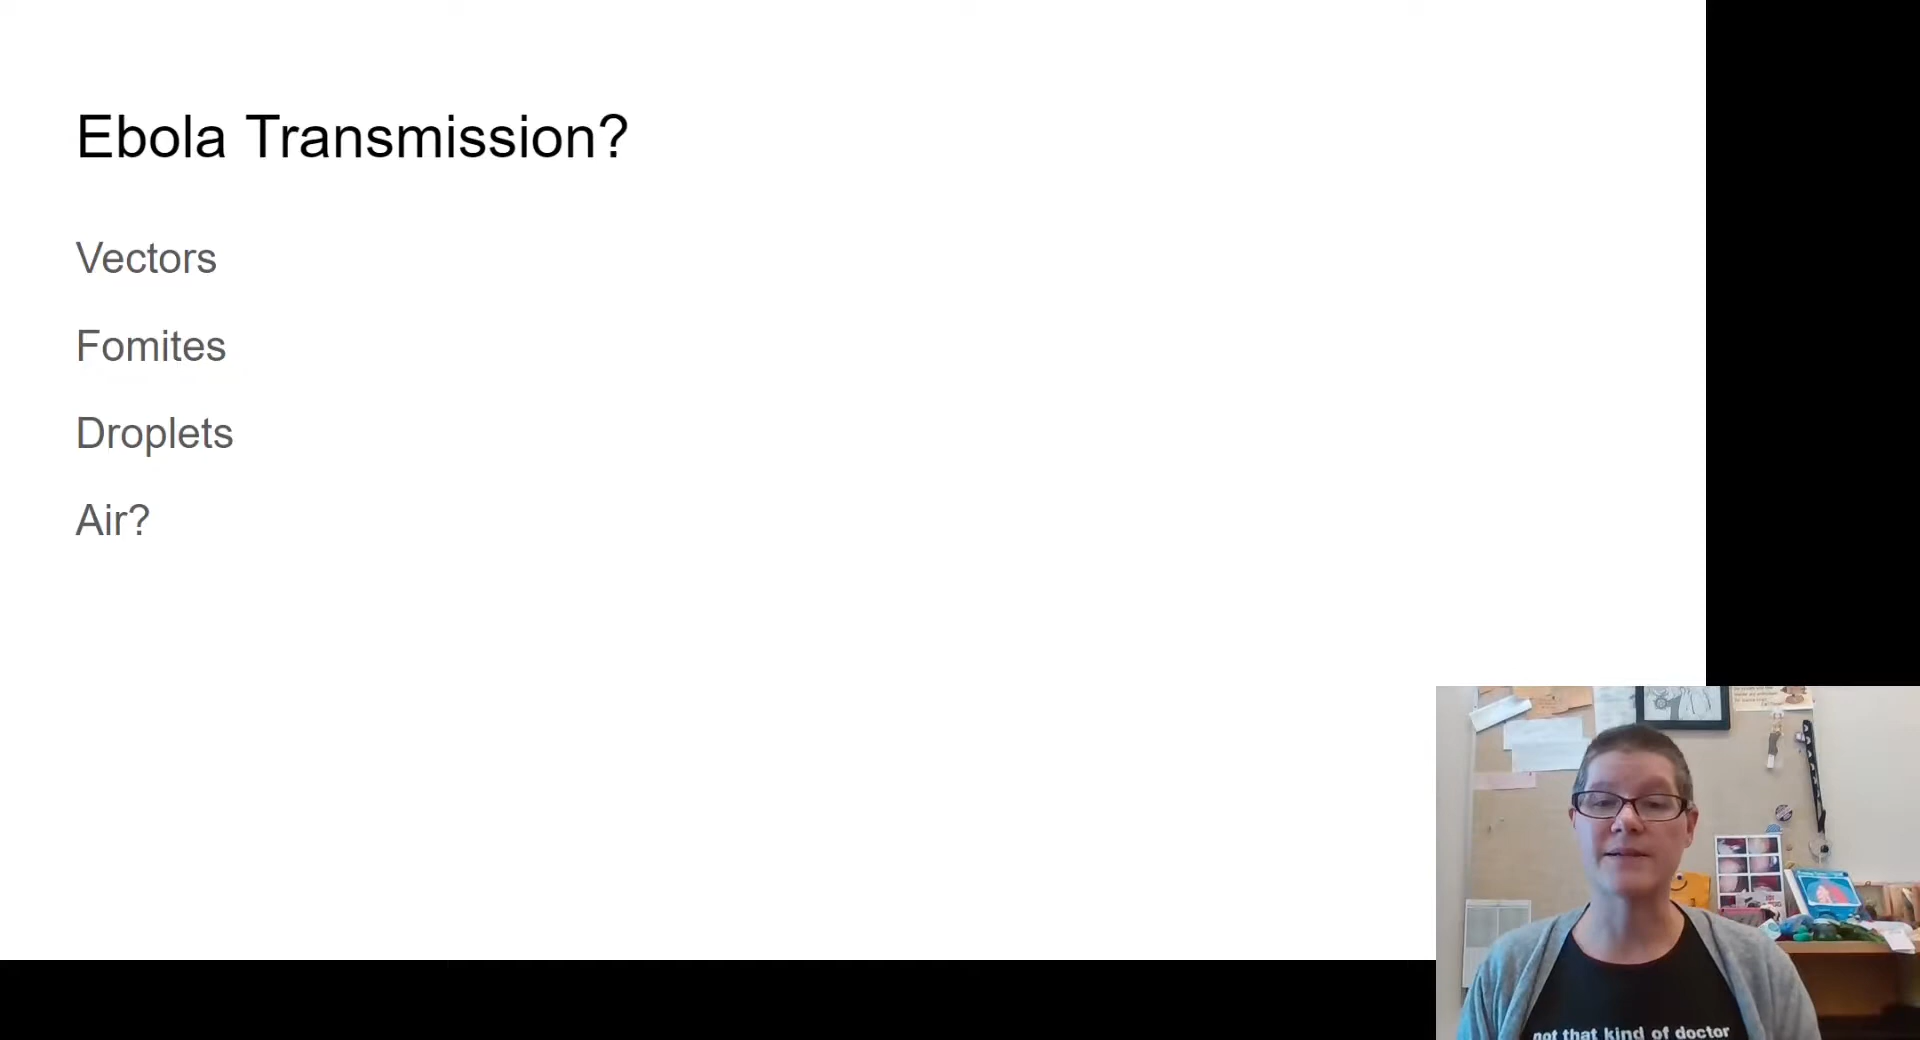 Ebola Transmission?
Vectors
Fomites
Droplets
Air?
not that kind of doctor